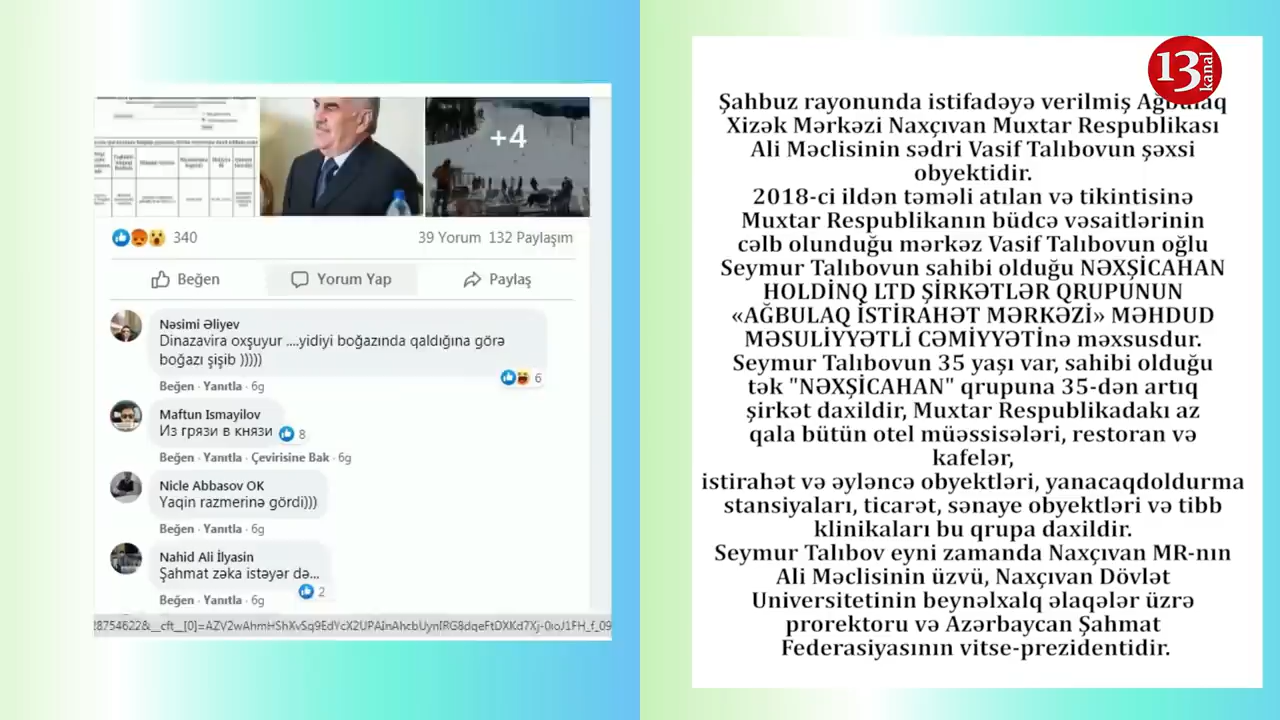 +4
340
39 Yorum 132 Paylaşım
Beğen
Yorum Yap
Paylaş
Nəsimi Əliyev
Dinazavira oxşuyur ....yidiyi boğazında qaldığına görə
boğazı şişib )))))
6
Beğen · Yanıtla · 6g
Maftun Ismayilov
Из грязи в князи
8
Beğen · Yanıtla · Çevirisine Bak · 6g
Nicle Abbasov OK
Yaqin razmerinə gördi)))
Beğen · Yanıtla · 6g
Nahid Ali İlyasin
Şahmat zəka istəyər də...
2
Beğen · Yanıtla · 6g
13
kanal
Şahbuz rayonunda istifadəyə verilmiş Ağbulaq
Xizək Mərkəzi Naxçıvan Muxtar Respublikası
Ali Məclisinin sədri Vasif Talıbovun şəxsi
obyektidir.
2018-ci ildən təməli atılan və tikintisinə
Muxtar Respublikanın büdcə vəsaitlərinin
cəlb olunduğu mərkəz Vasif Talıbovun oğlu
Seymur Talıbovun sahibi olduğu NƏXŞİCAHAN
HOLDİNQ LTD ŞİRKƏTLƏR QRUPUNUN
«AĞBULAQ İSTİRAHƏT MƏRKƏZİ» MƏHDUD
MƏSULİYYƏTLİ CƏMİYYƏTİnə məxsusdur.
Seymur Talıbovun 35 yaşı var, sahibi olduğu
tək "NƏXŞİCAHAN" qrupuna 35-dən artıq
şirkət daxildir, Muxtar Respublikadakı az
qala bütün otel müəssisələri, restoran və
kafelər,
istirahət və əyləncə obyektləri, yanacaqdoldurma
stansiyaları, ticarət, sənaye obyektləri və tibb
klinikaları bu qrupa daxildir.
Seymur Talıbov eyni zamanda Naxçıvan MR-nın
Ali Məclisinin üzvü, Naxçıvan Dövlət
Universitetinin beynəlxalq əlaqələr üzrə
prorektoru və Azərbaycan Şahmat
Federasiyasının vitse-prezidentidir.